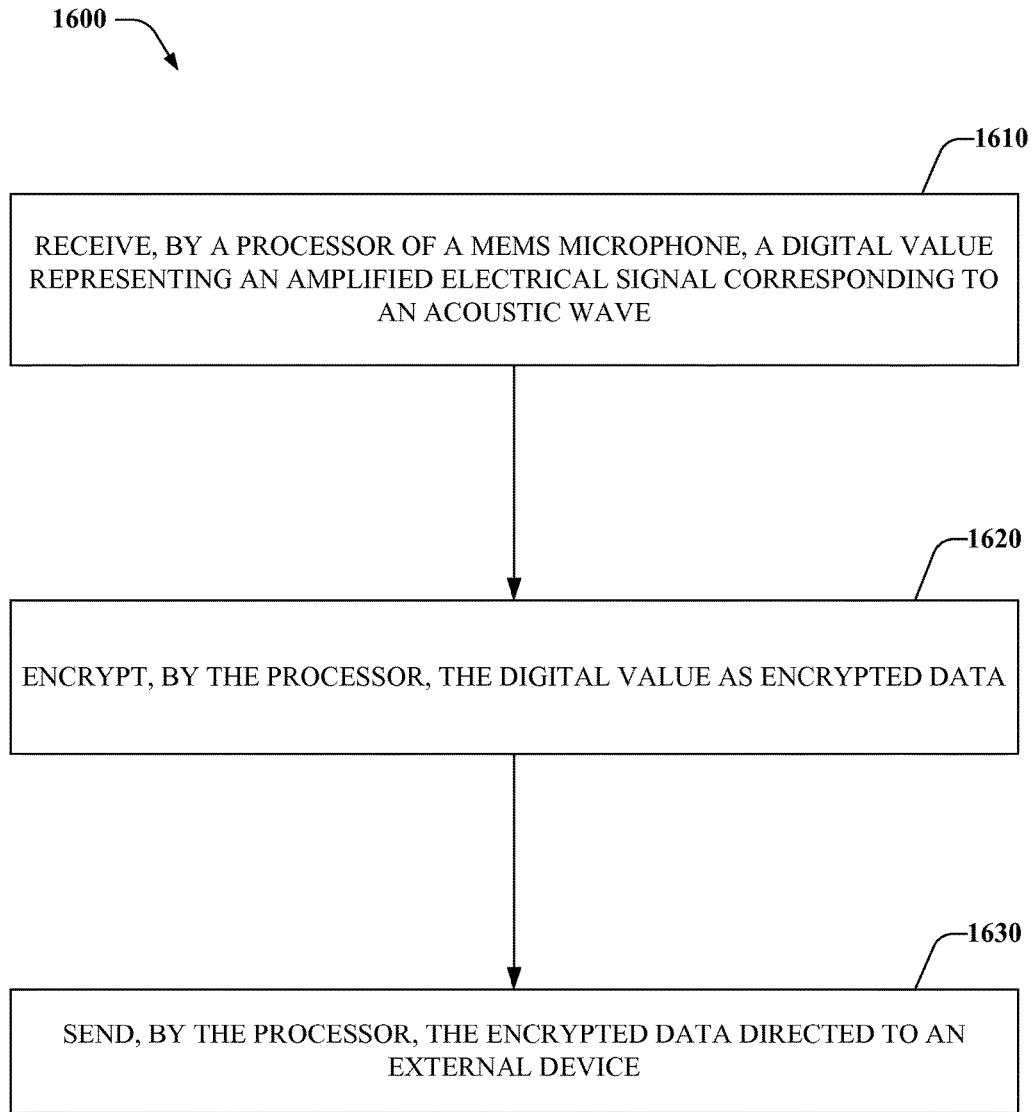 1600
1610
RECEIVE, BY A PROCESSOR OF A MEMS MICROPHONE, A DIGITAL VALUE
REPRESENTING AN AMPLIFIED ELECTRICAL SIGNAL CORRESPONDING TO
AN ACOUSTIC WAVE
1620
ENCRYPT, BY THE PROCESSOR, THE DIGITAL VALUE AS ENCRYPTED DATA
1630
SEND, BY THE PROCESSOR, THE ENCRYPTED DATA DIRECTED TO AN
EXTERNAL DEVICE